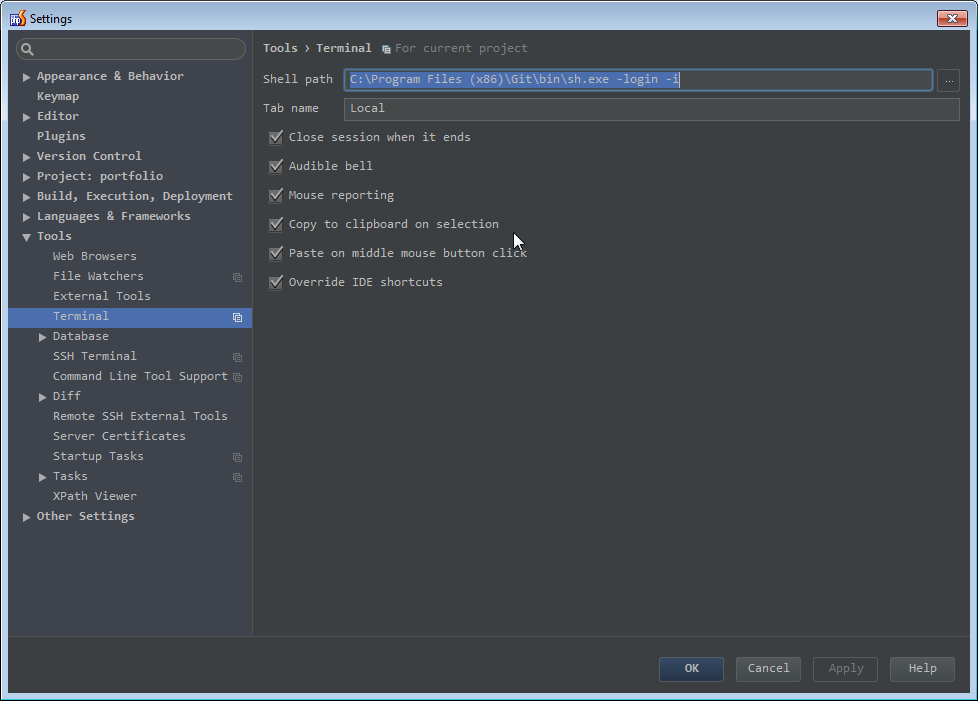 Settings
Appearance & Behavior
Keymap
Editor
Plugins
Version Control
Project: portfolio
Build, Execution, Deployment
Languages & Frameworks
Tools
Web Browsers
File Watchers
External Tools
Terminal
Database
SSH Terminal
Command Line Tool Support
Diff
Remote SSH External Tools
Server Certificates
Startup Tasks
Tasks
XPath Viewer
Other Settings
Tools › Terminal For current project
Shell path C:\Program Files (x86)\Git\bin\sh.exe -login -i ...
Tab name Local
Close session when it ends
Audible bell
Mouse reporting
Copy to clipboard on selection
Paste on middle mouse button click
Override IDE shortcuts
OK Cancel Apply Help